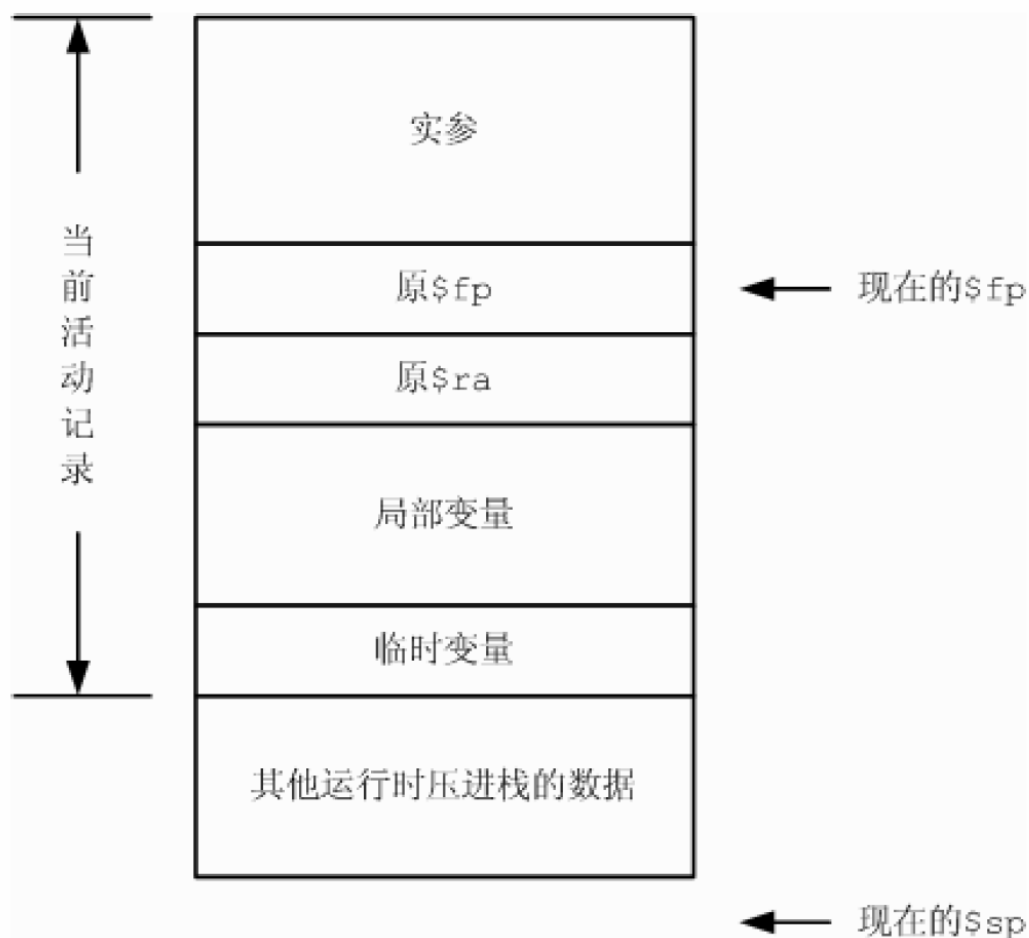 实参
当前活动记录
原$fp
现在的$fp
原$ra
局部变量
临时变量
其他运行时压进栈的数据
现在的$sp